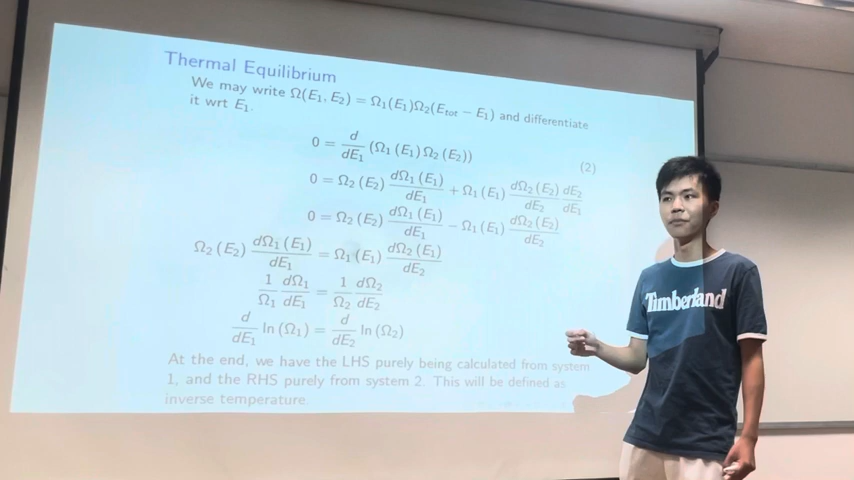 Thermal Equilibrium
We may write Ω(E₁, E₂) = Ω₁(E₁)Ω₂(Eₜₒₜ − E₁) and differentiate
it wrt E₁.
0 = d/dE₁ (Ω₁ (E₁) Ω₂ (E₂)) (2)
0 = Ω₂ (E₂) dΩ₁ (E₁)/dE₁ + Ω₁ (E₁) dΩ₂ (E₂)/dE₂ dE₂/dE₁
0 = Ω₂ (E₂) dΩ₁ (E₁)/dE₁ − Ω₁ (E₁) dΩ₂ (E₂)/dE₂
Ω₂ (E₂) dΩ₁ (E₁)/dE₁ = Ω₁ (E₁) dΩ₂ (E₁)/dE₂
1/Ω₁ dΩ₁/dE₁ = 1/Ω₂ dΩ₂/dE₂
d/dE₁ ln (Ω₁) = d/dE₂ ln (Ω₂)
At the end, we have the LHS purely being calculated from system
1, and the RHS purely from system 2. This will be defined as
inverse temperature.
Timberland